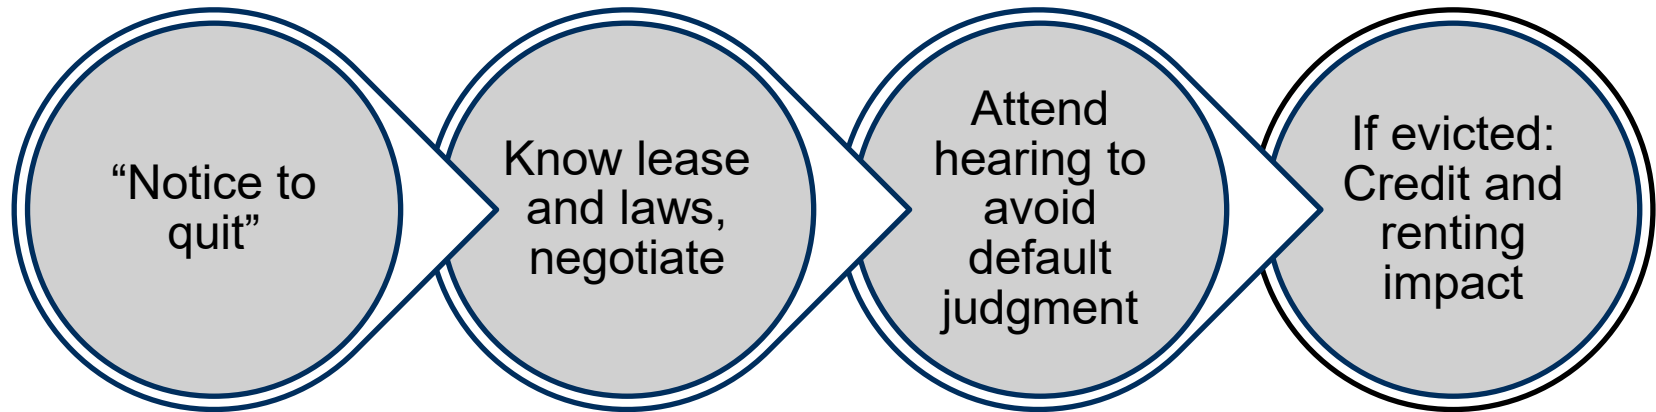 “Notice to
quit”
Know lease
and laws,
negotiate
Attend
hearing to
avoid
default
judgment
If evicted:
Credit and
renting
impact